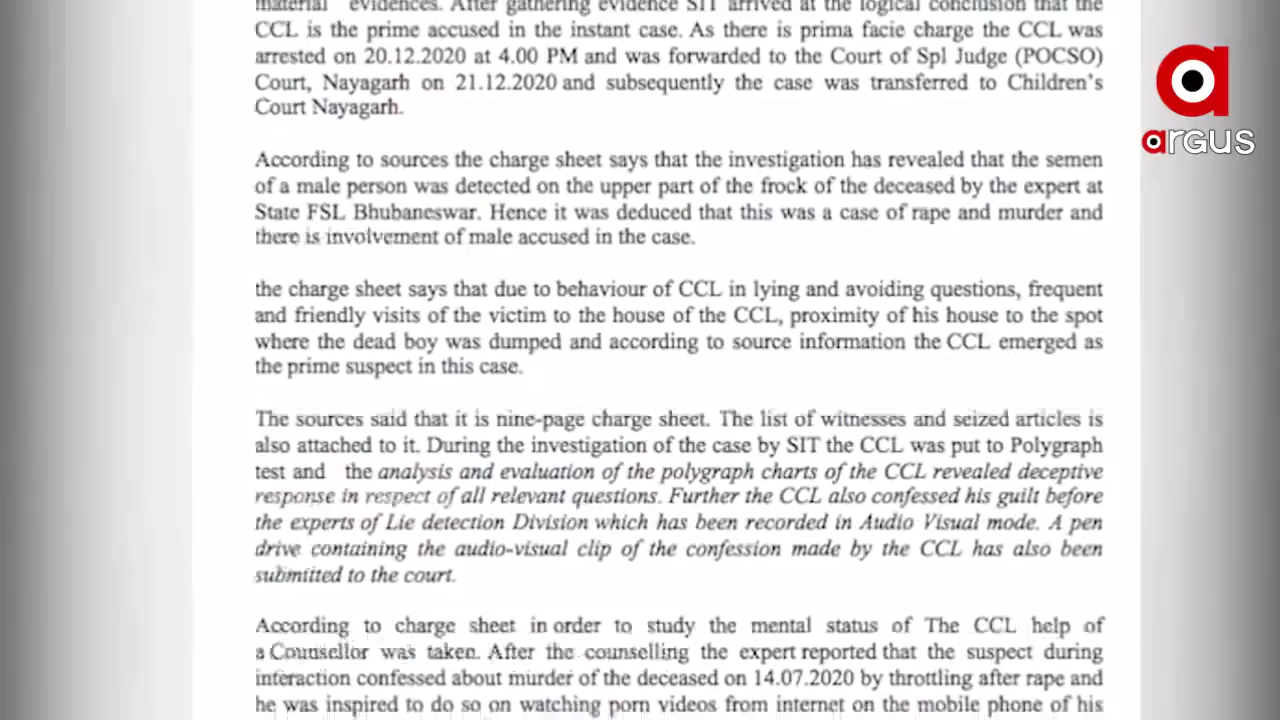 material evidences. After gathering evidence SIT arrived at the logical conclusion that the
CCL is the prime accused in the instant case. As there is prima facie charge the CCL was
arrested on 20.12.2020 at 4.00 PM and was forwarded to the Court of Spl Judge (POCSO)
Court, Nayagarh on 21.12.2020 and subsequently the case was transferred to Children's
Court Nayagarh.
According to sources the charge sheet says that the investigation has revealed that the semen
of a male person was detected on the upper part of the frock of the deceased by the expert at
State FSL Bhubaneswar. Hence it was deduced that this was a case of rape and murder and
there is involvement of male accused in the case.
the charge sheet says that due to behaviour of CCL in lying and avoiding questions, frequent
and friendly visits of the victim to the house of the CCL, proximity of his house to the spot
where the dead boy was dumped and according to source information the CCL emerged as
the prime suspect in this case.
The sources said that it is nine-page charge sheet. The list of witnesses and seized articles is
also attached to it. During the investigation of the case by SIT the CCL was put to Polygraph
test and the analysis and evaluation of the polygraph charts of the CCL revealed deceptive
response in respect of all relevant questions. Further the CCL also confessed his guilt before
the experts of Lie detection Division which has been recorded in Audio Visual mode. A pen
drive containing the audio-visual clip of the confession made by the CCL has also been
submitted to the court.
According to charge sheet in order to study the mental status of The CCL help of
a Counsellor was taken. After the counselling the expert reported that the suspect during
interaction confessed about murder of the deceased on 14.07.2020 by throttling after rape and
he was inspired to do so on watching porn videos from internet on the mobile phone of his
argus